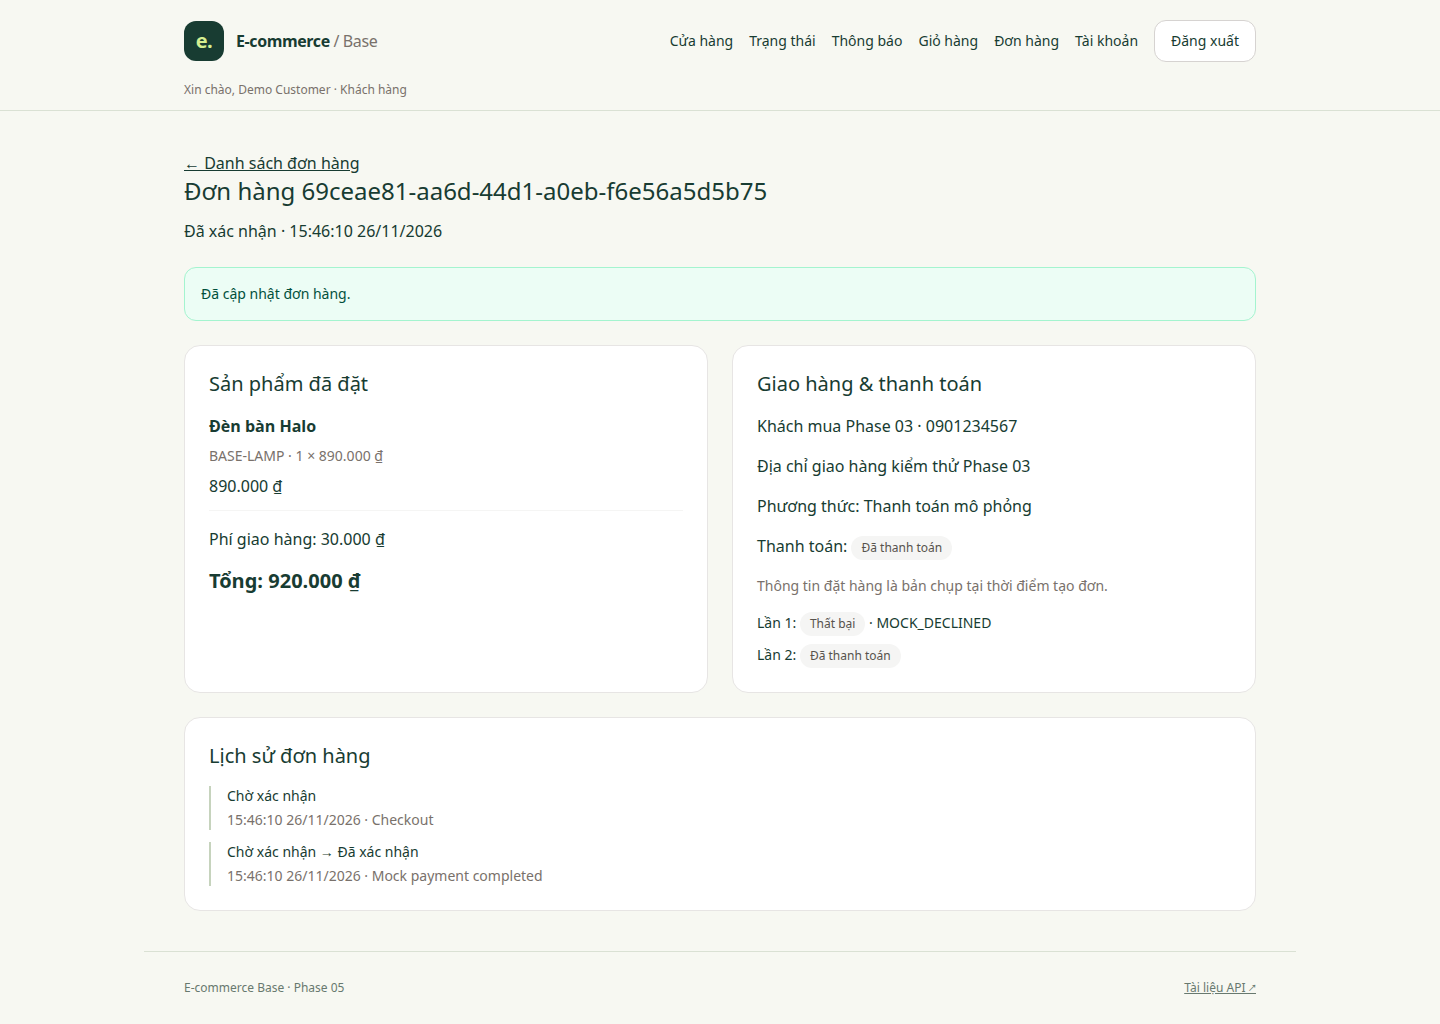 e. E-commerce / Base
Cửa hàng Trạng thái Thông báo Giỏ hàng Đơn hàng Tài khoản Đăng xuất
Xin chào, Demo Customer · Khách hàng
← Danh sách đơn hàng
Đơn hàng 69ceae81-aa6d-44d1-a0eb-f6e56a5d5b75
Đã xác nhận · 15:46:10 26/11/2026
Đã cập nhật đơn hàng.
Sản phẩm đã đặt
Đèn bàn Halo
BASE-LAMP · 1 × 890.000 ₫
890.000 ₫
Phí giao hàng: 30.000 ₫
Tổng: 920.000 ₫
Giao hàng & thanh toán
Khách mua Phase 03 · 0901234567
Địa chỉ giao hàng kiểm thử Phase 03
Phương thức: Thanh toán mô phỏng
Thanh toán: Đã thanh toán
Thông tin đặt hàng là bản chụp tại thời điểm tạo đơn.
Lần 1: Thất bại · MOCK_DECLINED
Lần 2: Đã thanh toán
Lịch sử đơn hàng
Chờ xác nhận
15:46:10 26/11/2026 · Checkout
Chờ xác nhận → Đã xác nhận
15:46:10 26/11/2026 · Mock payment completed
E-commerce Base · Phase 05
Tài liệu API ↗